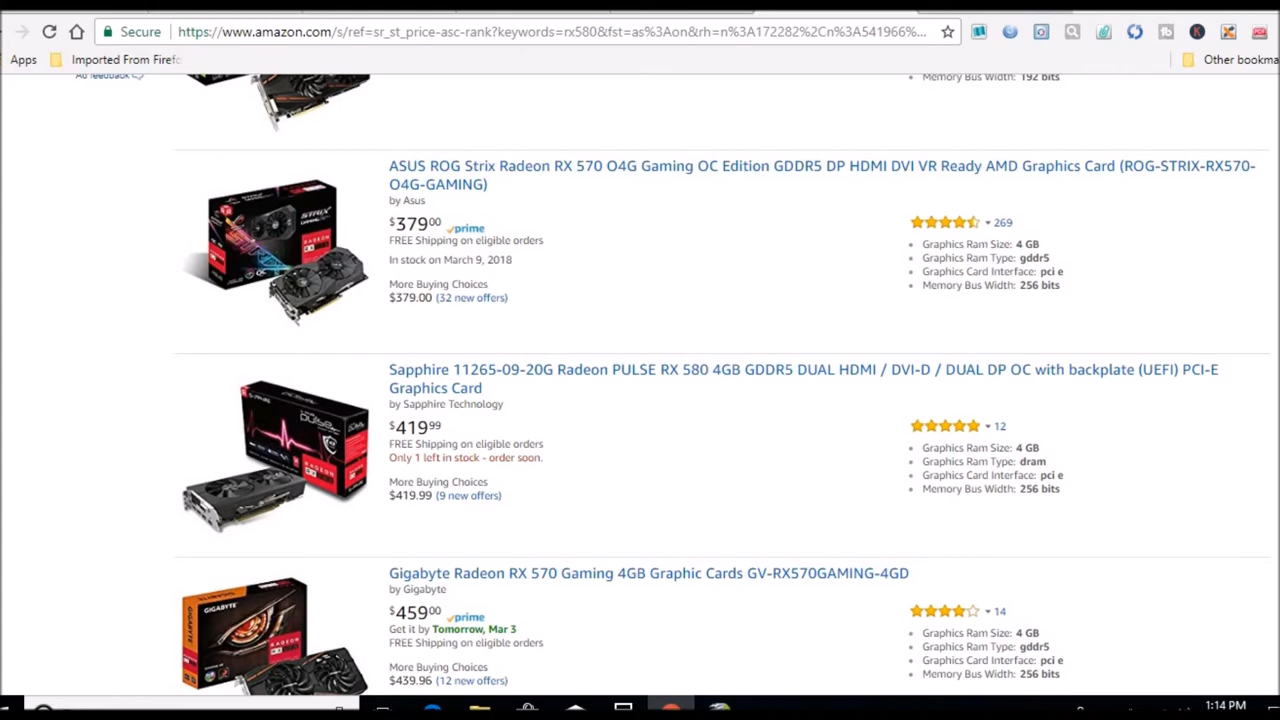 Secure https://www.amazon.com/s/ref=sr_st_price-asc-rank?keywords=rx580&fst=as%3Aon&rh=n%3A172282%2Cn%3A541966%...
Apps Imported From Firefo Other bookma
Ad feedback
Memory Bus Width: 192 bits
ASUS ROG Strix Radeon RX 570 O4G Gaming OC Edition GDDR5 DP HDMI DVI VR Ready AMD Graphics Card (ROG-STRIX-RX570-
O4G-GAMING)
by Asus
$379 00 prime
FREE Shipping on eligible orders
In stock on March 9, 2018
More Buying Choices
$379.00 (32 new offers)
269
Graphics Ram Size: 4 GB
Graphics Ram Type: gddr5
Graphics Card Interface: pci e
Memory Bus Width: 256 bits
Sapphire 11265-09-20G Radeon PULSE RX 580 4GB GDDR5 DUAL HDMI / DVI-D / DUAL DP OC with backplate (UEFI) PCI-E
Graphics Card
by Sapphire Technology
$419 99
FREE Shipping on eligible orders
Only 1 left in stock - order soon.
More Buying Choices
$419.99 (9 new offers)
12
Graphics Ram Size: 4 GB
Graphics Ram Type: dram
Graphics Card Interface: pci e
Memory Bus Width: 256 bits
Gigabyte Radeon RX 570 Gaming 4GB Graphic Cards GV-RX570GAMING-4GD
by Gigabyte
$459 00 prime
Get it by Tomorrow, Mar 3
FREE Shipping on eligible orders
More Buying Choices
$439.96 (12 new offers)
14
Graphics Ram Size: 4 GB
Graphics Ram Type: gddr5
Graphics Card Interface: pci e
Memory Bus Width: 256 bits
GIGABYTE
STRIX
RADEON
pulse
1:14 PM